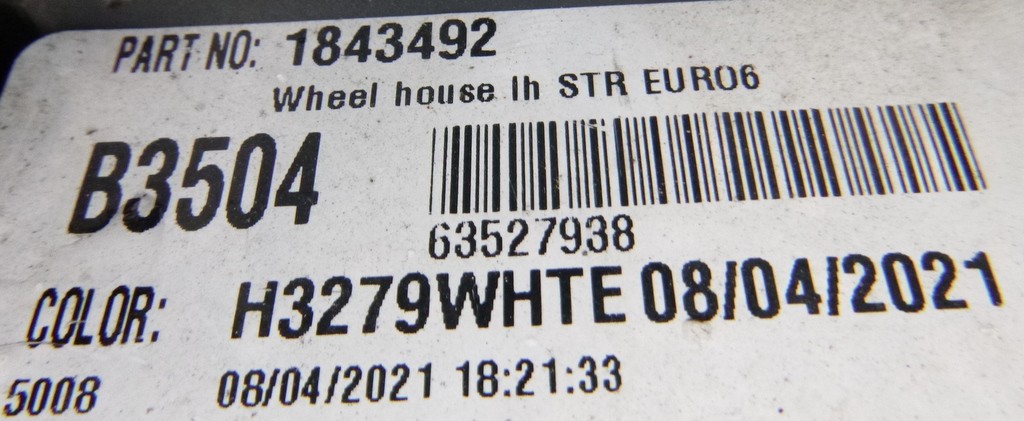 PART NO: 1843492
Wheel house lh STR EURO6
B3504
63527938
COLOR: H3279WHTE 08/04/2021
5008 08/04/2021 18:21:33